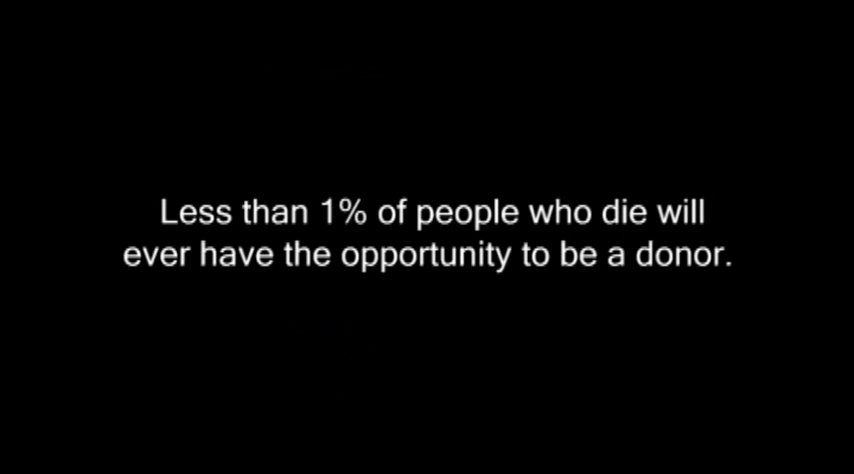 Less than 1% of people who die will
ever have the opportunity to be a donor.